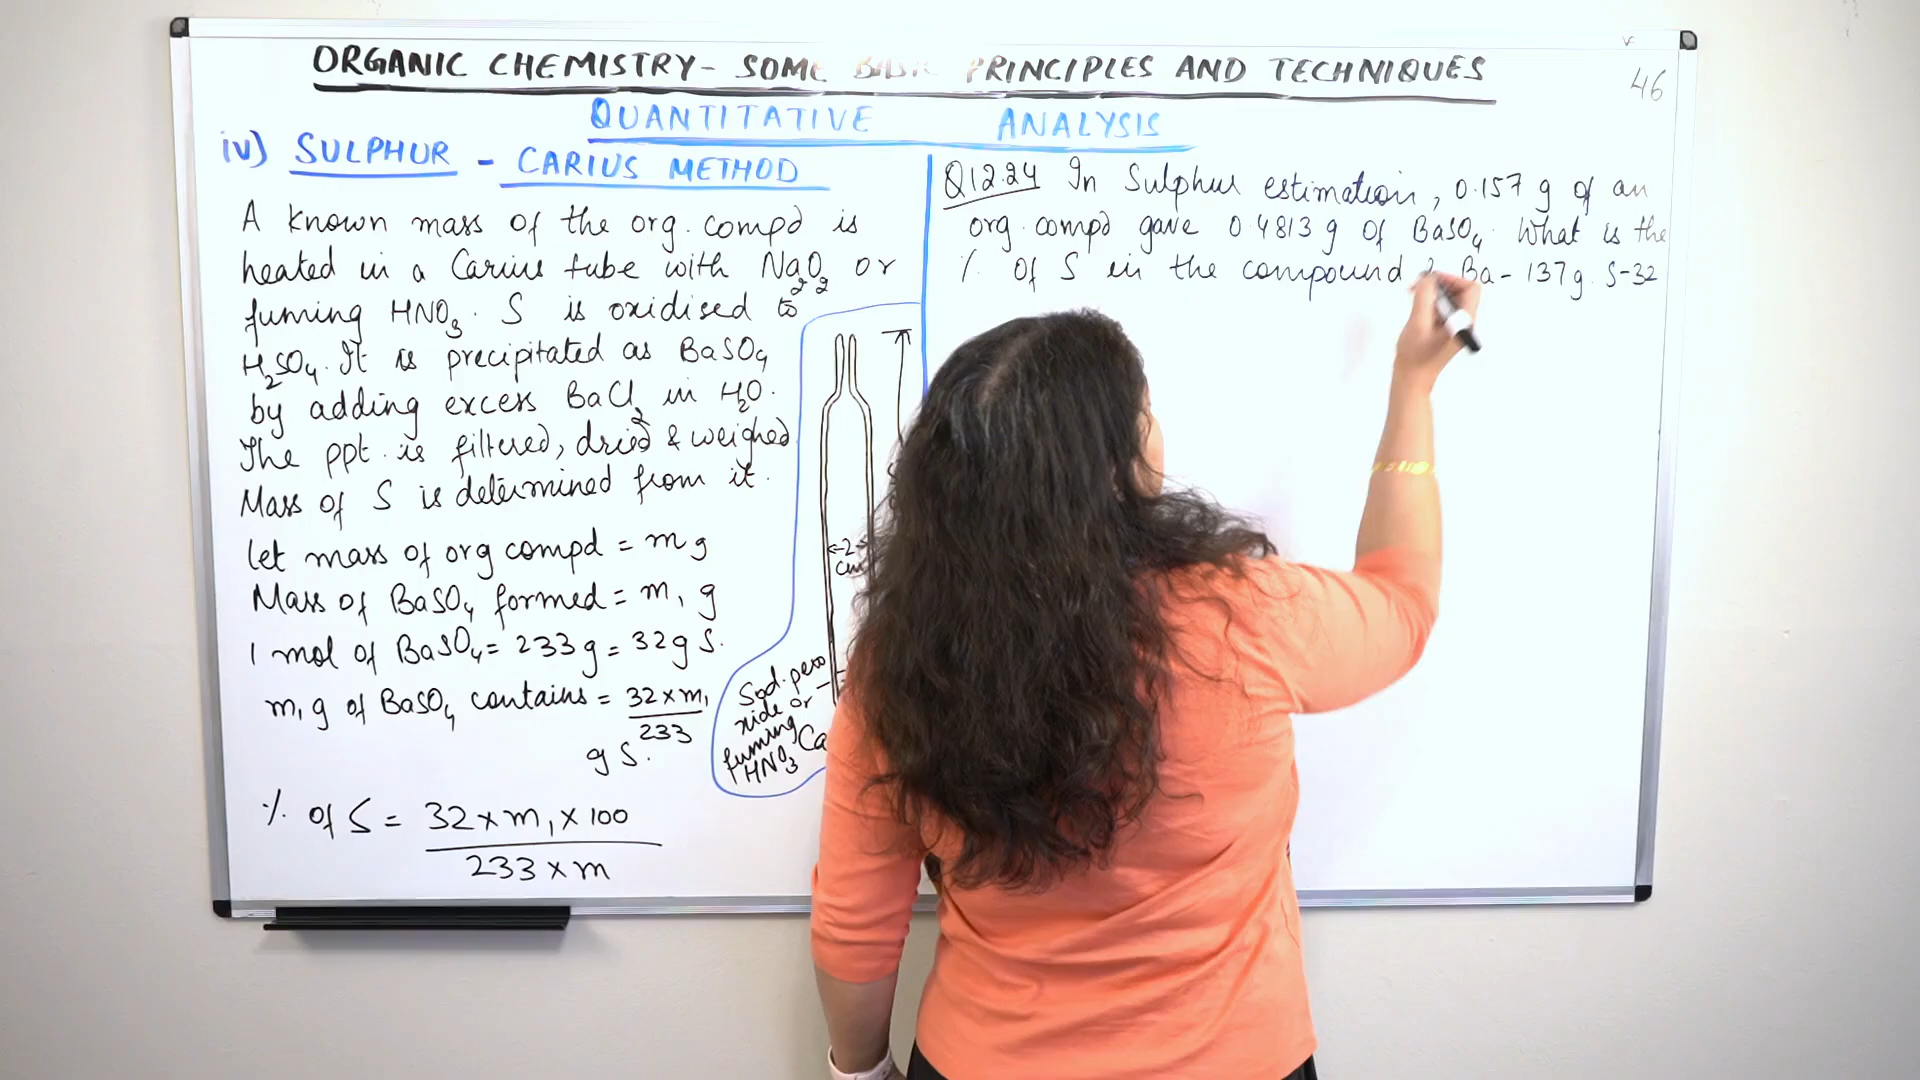 ORGANIC CHEMISTRY - SOME BASIC PRINCIPLES AND TECHNIQUES
46
QUANTITATIVE ANALYSIS
iv) SULPHUR - CARIUS METHOD
A known mass of the org. compd is
heated in a Carius tube with Na₂O₂ or
fuming HNO₃. S is oxidised to
H₂SO₄. It is precipitated as BaSO₄
by adding excess BaCl₂ in H₂O.
The ppt. is filtered, dried & weighed
Mass of S is determined from it.
let mass of org compd = m g
Mass of BaSO₄ formed = m₁ g
1 mol of BaSO₄ = 233 g = 32 g S.
m₁ g of BaSO₄ contains = 32 × m₁
233
g S.
% of S = 32 × m₁ × 100
233 × m
←2→
cm
Sod. pero
xide or
fuming
HNO₃
Q12.24 In Sulphur estimation, 0.157 g of an
org. compd gave 0.4813 g of BaSO₄. What is the
% of S in the compound ? Ba - 137 g. S - 32